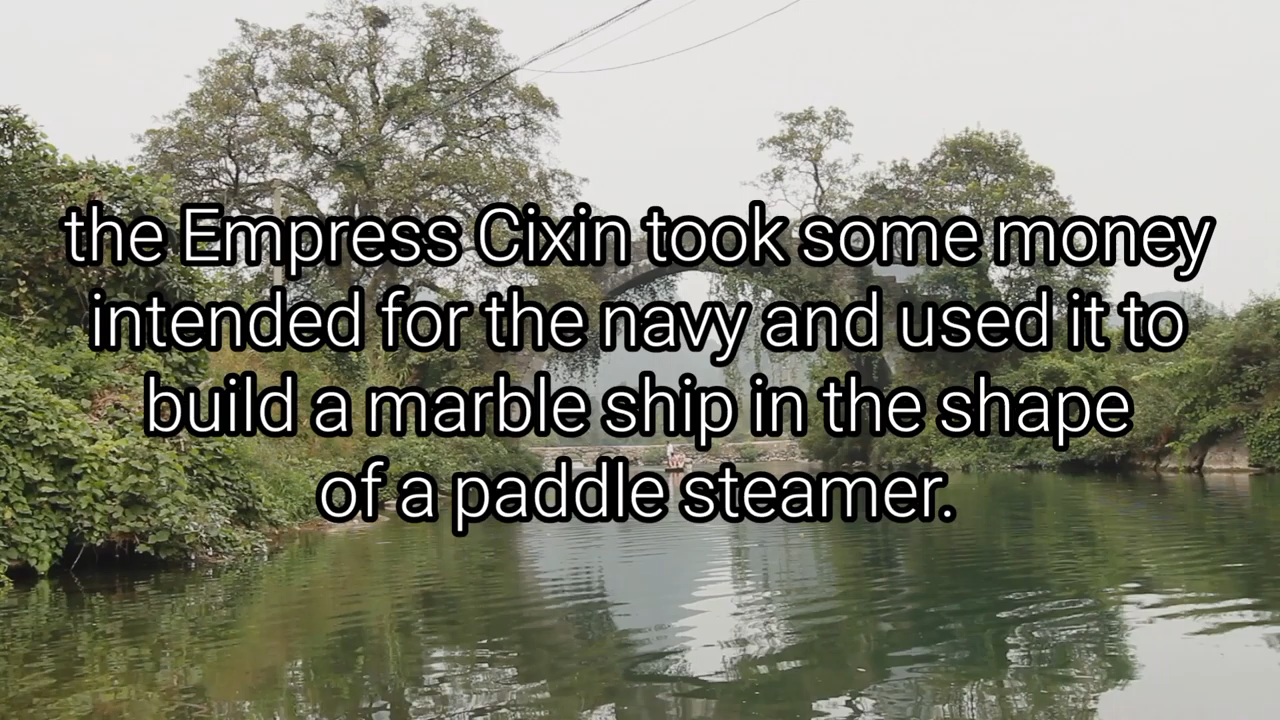 the Empress Cixin took some money
intended for the navy and used it to
build a marble ship in the shape
of a paddle steamer.